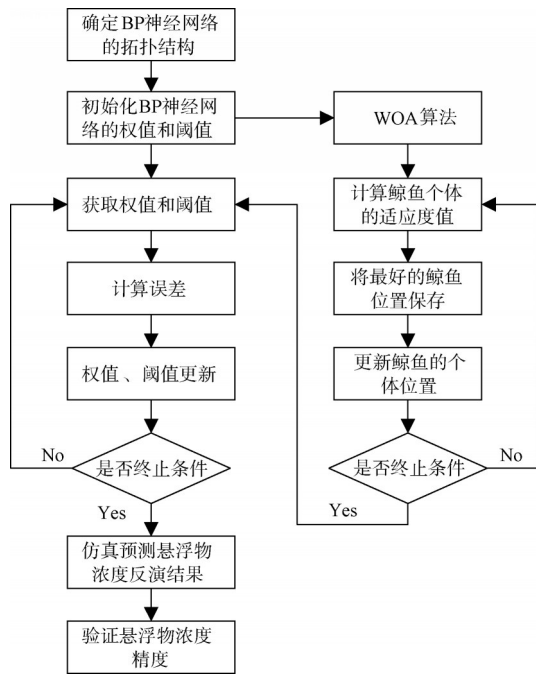 确定BP神经网络
的拓扑结构
初始化BP神经网
络的权值和阈值
WOA算法
获取权值和阈值
计算鲸鱼个体
的适应度值
计算误差
将最好的鲸鱼
位置保存
权值、阈值更新
更新鲸鱼的个
体位置
No
是否终止条件
Yes
是否终止条件
No
Yes
仿真预测悬浮物
浓度反演结果
验证悬浮物浓度
精度